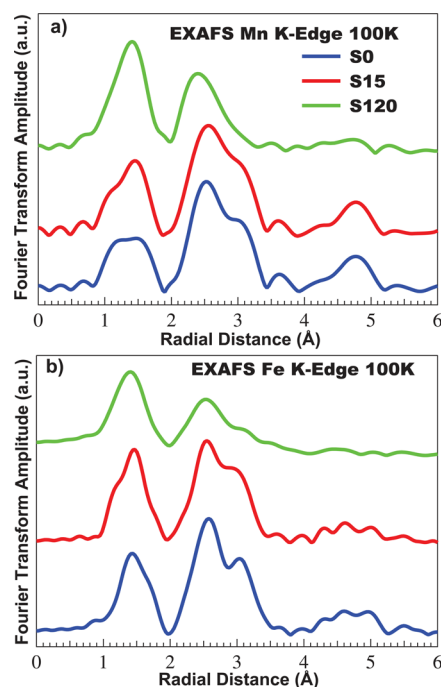 a) EXAFS Mn K-Edge 100K
S0
S15
S120
Fourier Transform Amplitude (a.u.)
0 1 2 3 4 5 6
Radial Distance (Å)
b) EXAFS Fe K-Edge 100K
Fourier Transform Amplitude (a.u.)
0 1 2 3 4 5 6
Radial Distance (Å)